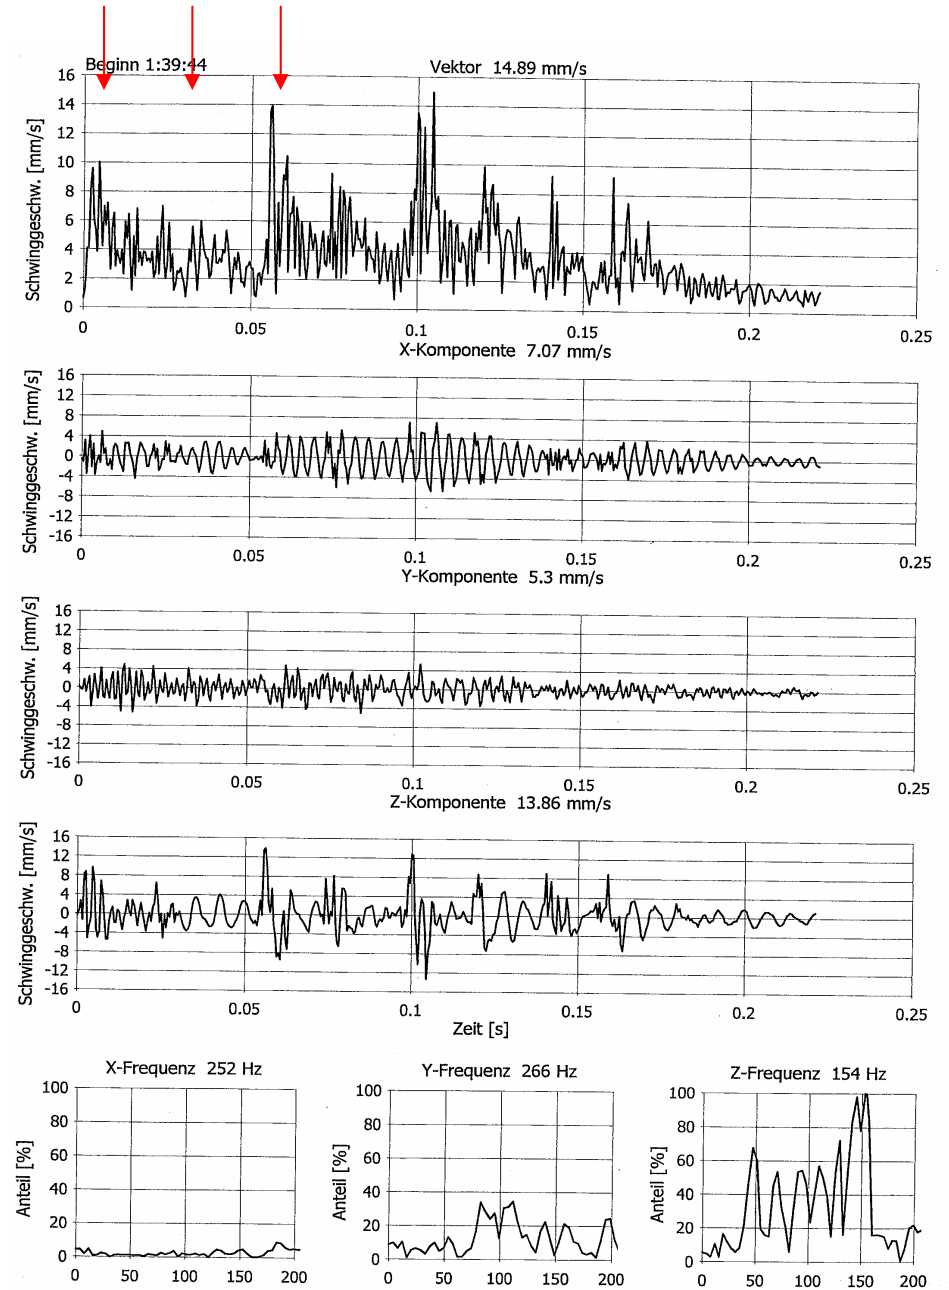 Beginn 1:39:44 Vektor 14.89 mm/s
Schwinggeschw. [mm/s]
16
14
12
10
8
6
4
2
0
0 0.05 0.1 0.15 0.2 0.25
X-Komponente 7.07 mm/s
Schwinggeschw. [mm/s]
16
12
8
4
0
-4
-8
-12
-16
0 0.05 0.1 0.15 0.2 0.25
Y-Komponente 5.3 mm/s
Schwinggeschw. [mm/s]
16
12
8
4
0
-4
-8
-12
-16
0 0.05 0.1 0.15 0.2 0.25
Z-Komponente 13.86 mm/s
Schwinggeschw. [mm/s]
16
12
8
4
0
-4
-8
-12
-16
0 0.05 0.1 0.15 0.2 0.25
Zeit [s]
X-Frequenz 252 Hz
Anteil [%]
100
80
60
40
20
0
0 50 100 150 200
Y-Frequenz 266 Hz
Anteil [%]
100
80
60
40
20
0
0 50 100 150 200
Z-Frequenz 154 Hz
Anteil [%]
100
80
60
40
20
0
0 50 100 150 200